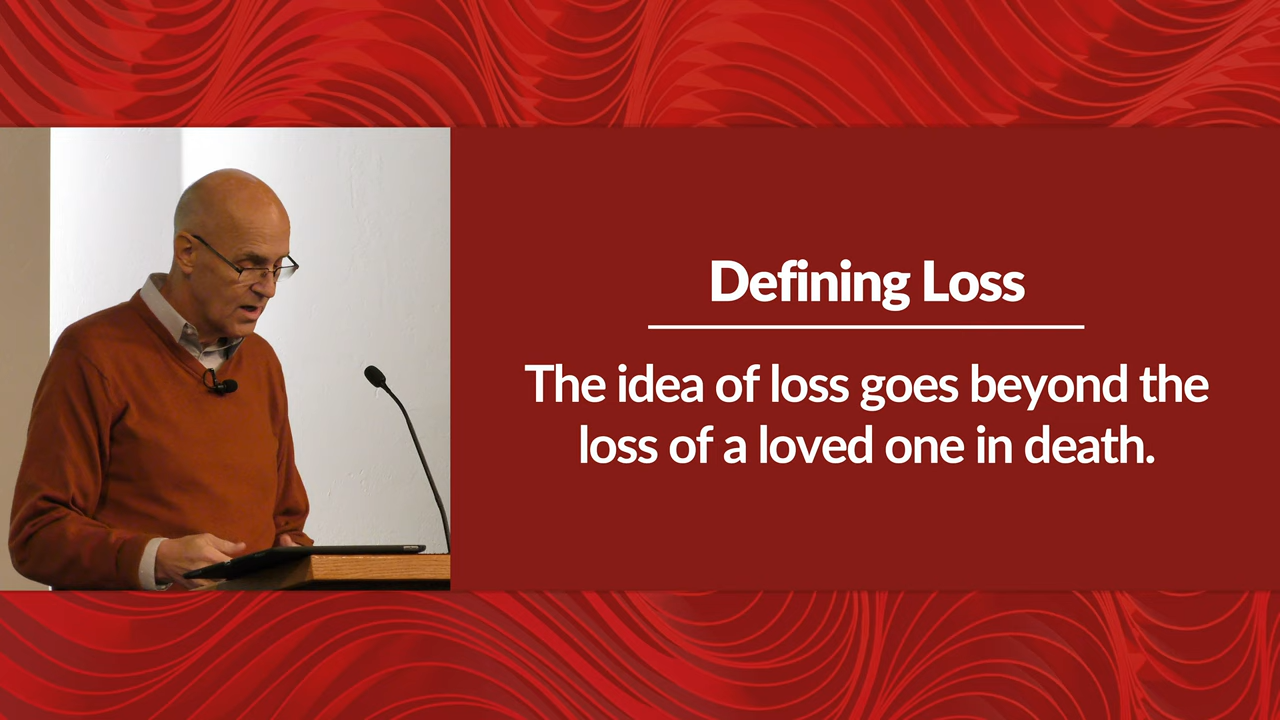 Defining Loss
The idea of loss goes beyond the
loss of a loved one in death.